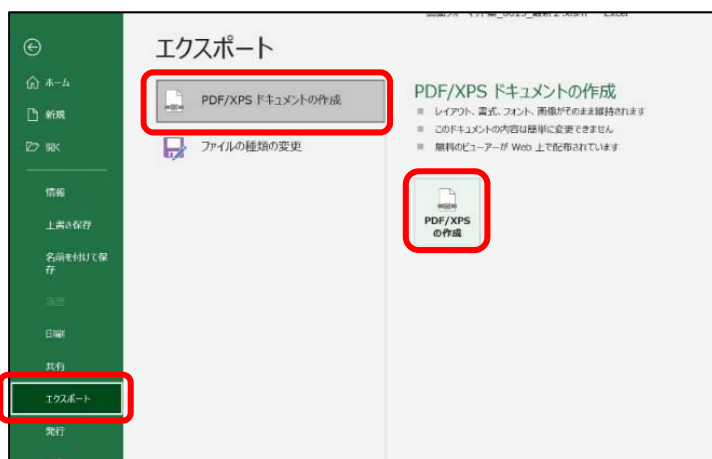 Excel
エクスポート
ホーム
新規
開く
情報
上書き保存
名前を付けて保
存
印刷
共有
エクスポート
発行
PDF/XPS ドキュメントの作成
ファイルの種類の変更
PDF/XPS ドキュメントの作成
レイアウト、書式、フォント、画像がそのまま維持されます
このドキュメントの内容は簡単に変更できません
無料のビューアーが Web 上で配布されています
PDF/XPS
の作成